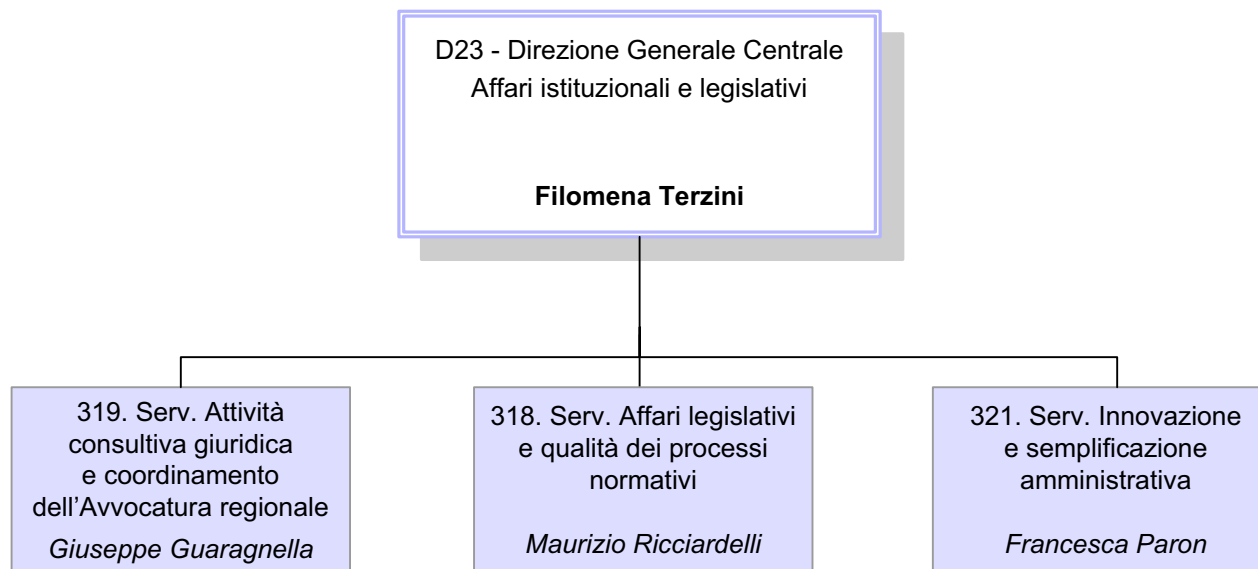 D23 - Direzione Generale Centrale
Affari istituzionali e legislativi
Filomena Terzini
319. Serv. Attività
consultiva giuridica
e coordinamento
dell’Avvocatura regionale
Giuseppe Guaragnella
318. Serv. Affari legislativi
e qualità dei processi
normativi
Maurizio Ricciardelli
321. Serv. Innovazione
e semplificazione
amministrativa
Francesca Paron